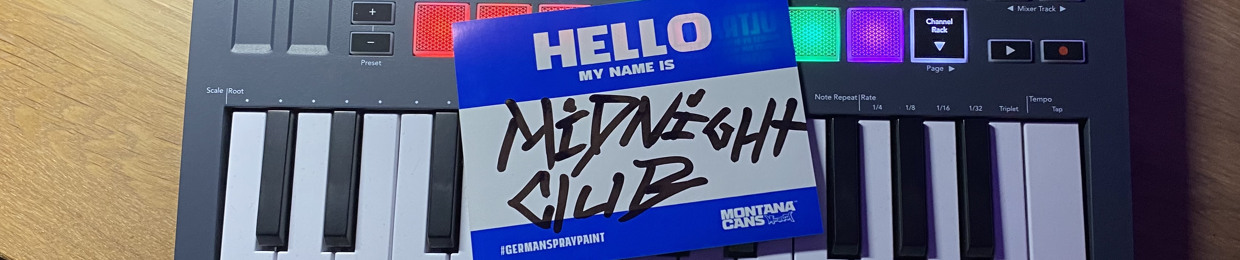 +
−
Preset
Scale | Root
HELLO
MY NAME IS
MiDNiGHt
CluB
#GERMANSPRAYPAINT
MONTANA
CANS
Channel
Rack
Page ▶
◀ Mixer Track ▶
Note Repeat | Rate
1/4 1/8 1/16 1/32 Triplet
Tempo
Tap